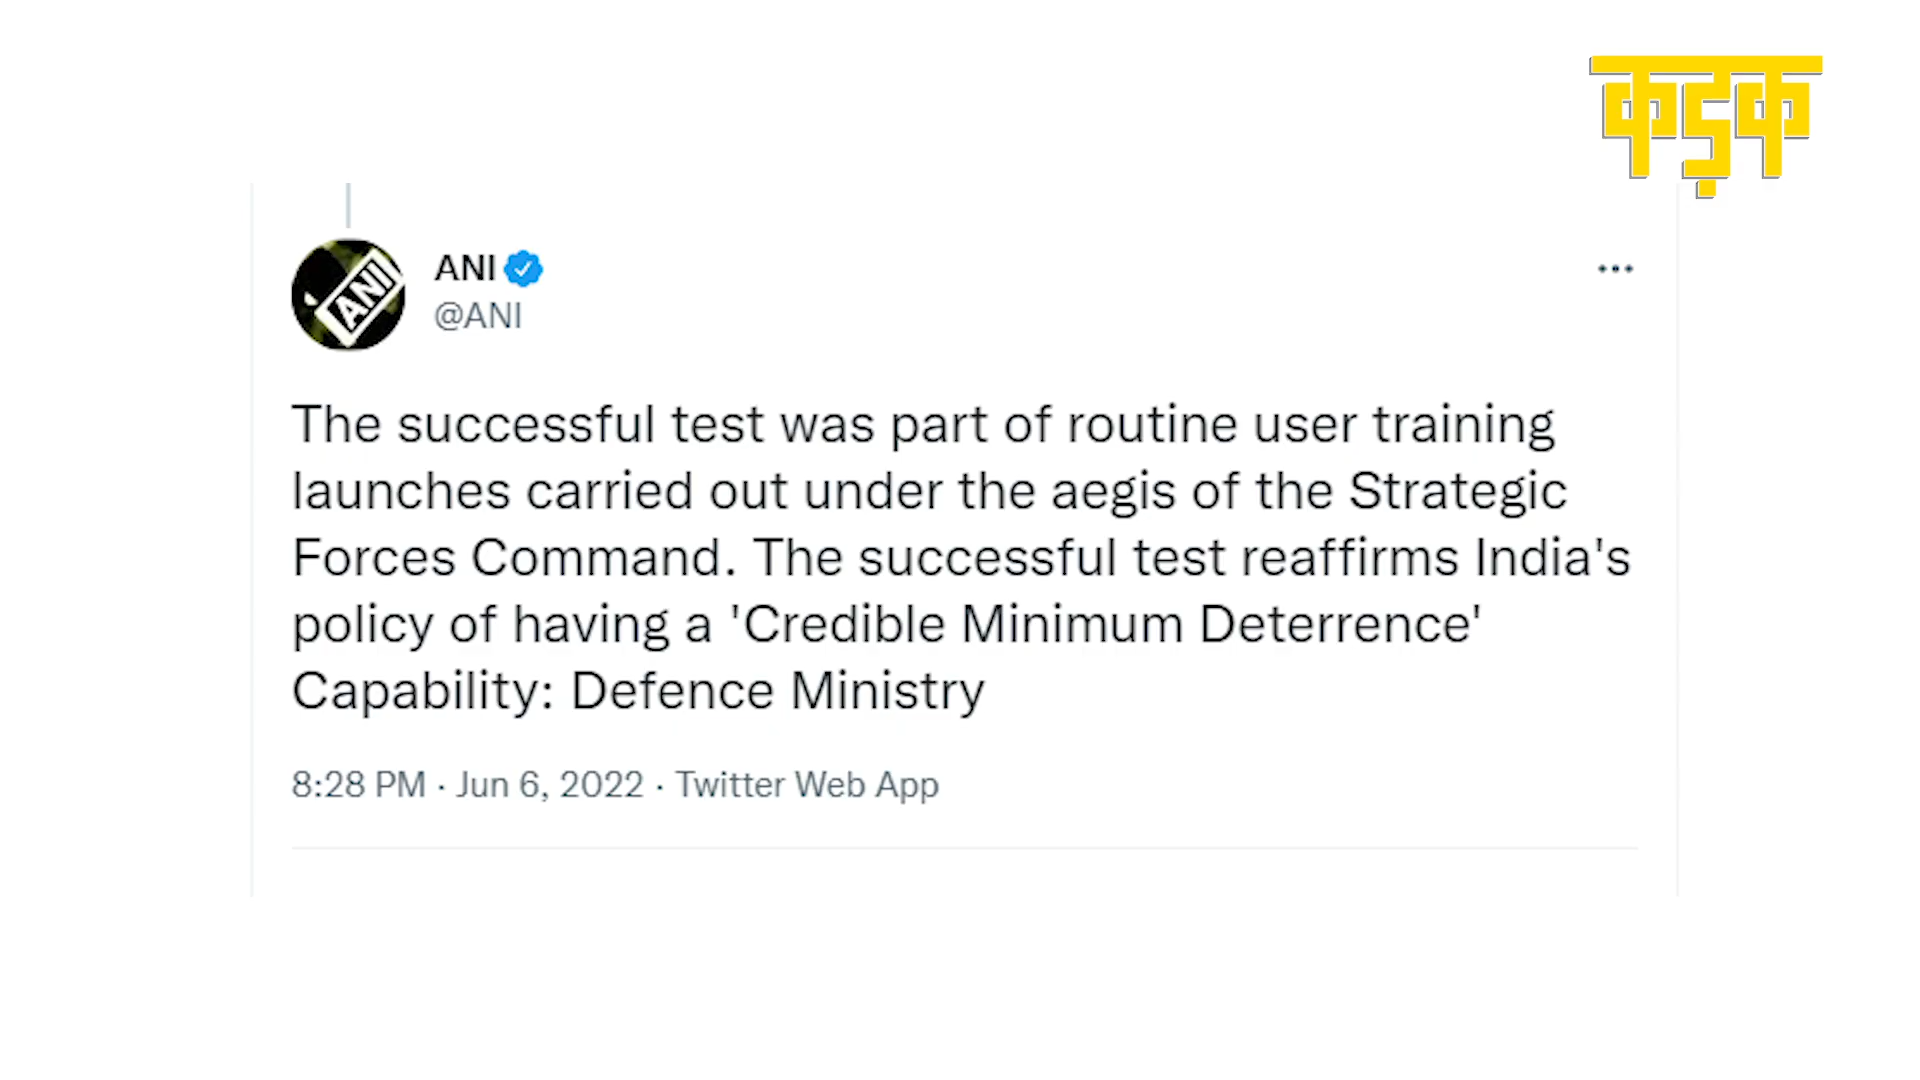 कड़क
ANI
@ANI
ANI
The successful test was part of routine user training
launches carried out under the aegis of the Strategic
Forces Command. The successful test reaffirms India's
policy of having a 'Credible Minimum Deterrence'
Capability: Defence Ministry
8:28 PM · Jun 6, 2022 · Twitter Web App